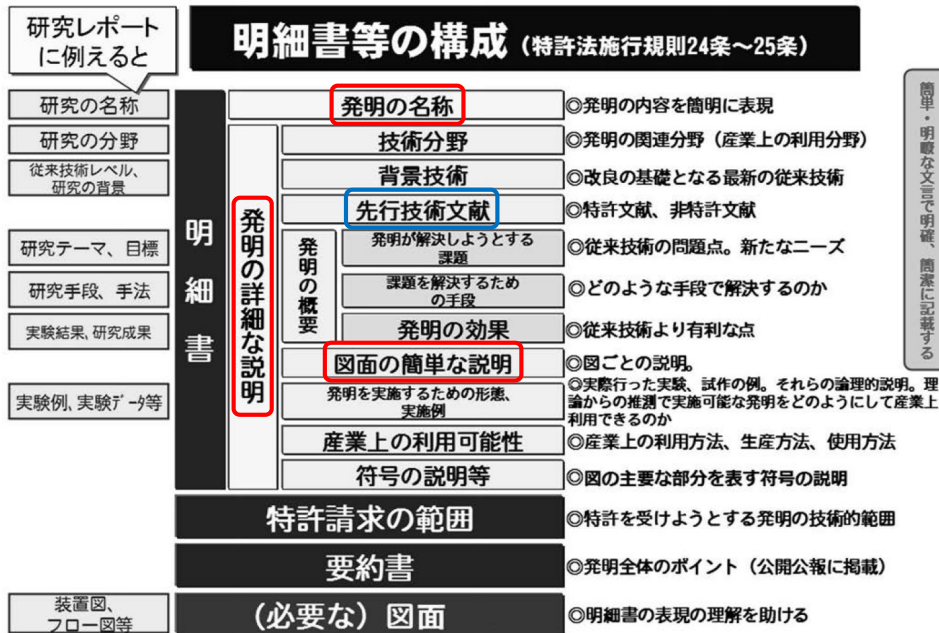 研究レポート
に例えると
明細書等の構成（特許法施行規則24条～25条）
研究の名称
発明の名称
◎発明の内容を簡明に表現
研究の分野
技術分野
◎発明の関連分野（産業上の利用分野）
従来技術レベル、
研究の背景
背景技術
◎改良の基礎となる最新の従来技術
先行技術文献
◎特許文献、非特許文献
明細書
発明の詳細な説明
発明の概要
研究テーマ、目標
発明が解決しようとする
課題
◎従来技術の問題点。新たなニーズ
研究手段、手法
課題を解決するため
の手段
◎どのような手段で解決するのか
実験結果､研究成果
発明の効果
◎従来技術より有利な点
図面の簡単な説明
◎図ごとの説明。
実験例､実験ﾃﾞｰﾀ等
発明を実施するための形態、
実施例
◎実際行った実験、試作の例。それらの論理的説明。理
論からの推測で実施可能な発明をどのようにして産業上
利用できるのか
産業上の利用可能性
◎産業上の利用方法、生産方法、使用方法
符号の説明等
◎図の主要な部分を表す符号の説明
特許請求の範囲
◎特許を受けようとする発明の技術的範囲
要約書
◎発明全体のポイント（公開公報に掲載）
装置図、
フロー図等
（必要な）図面
◎明細書の表現の理解を助ける
簡単・明瞭な文言で明確、簡潔に記載する